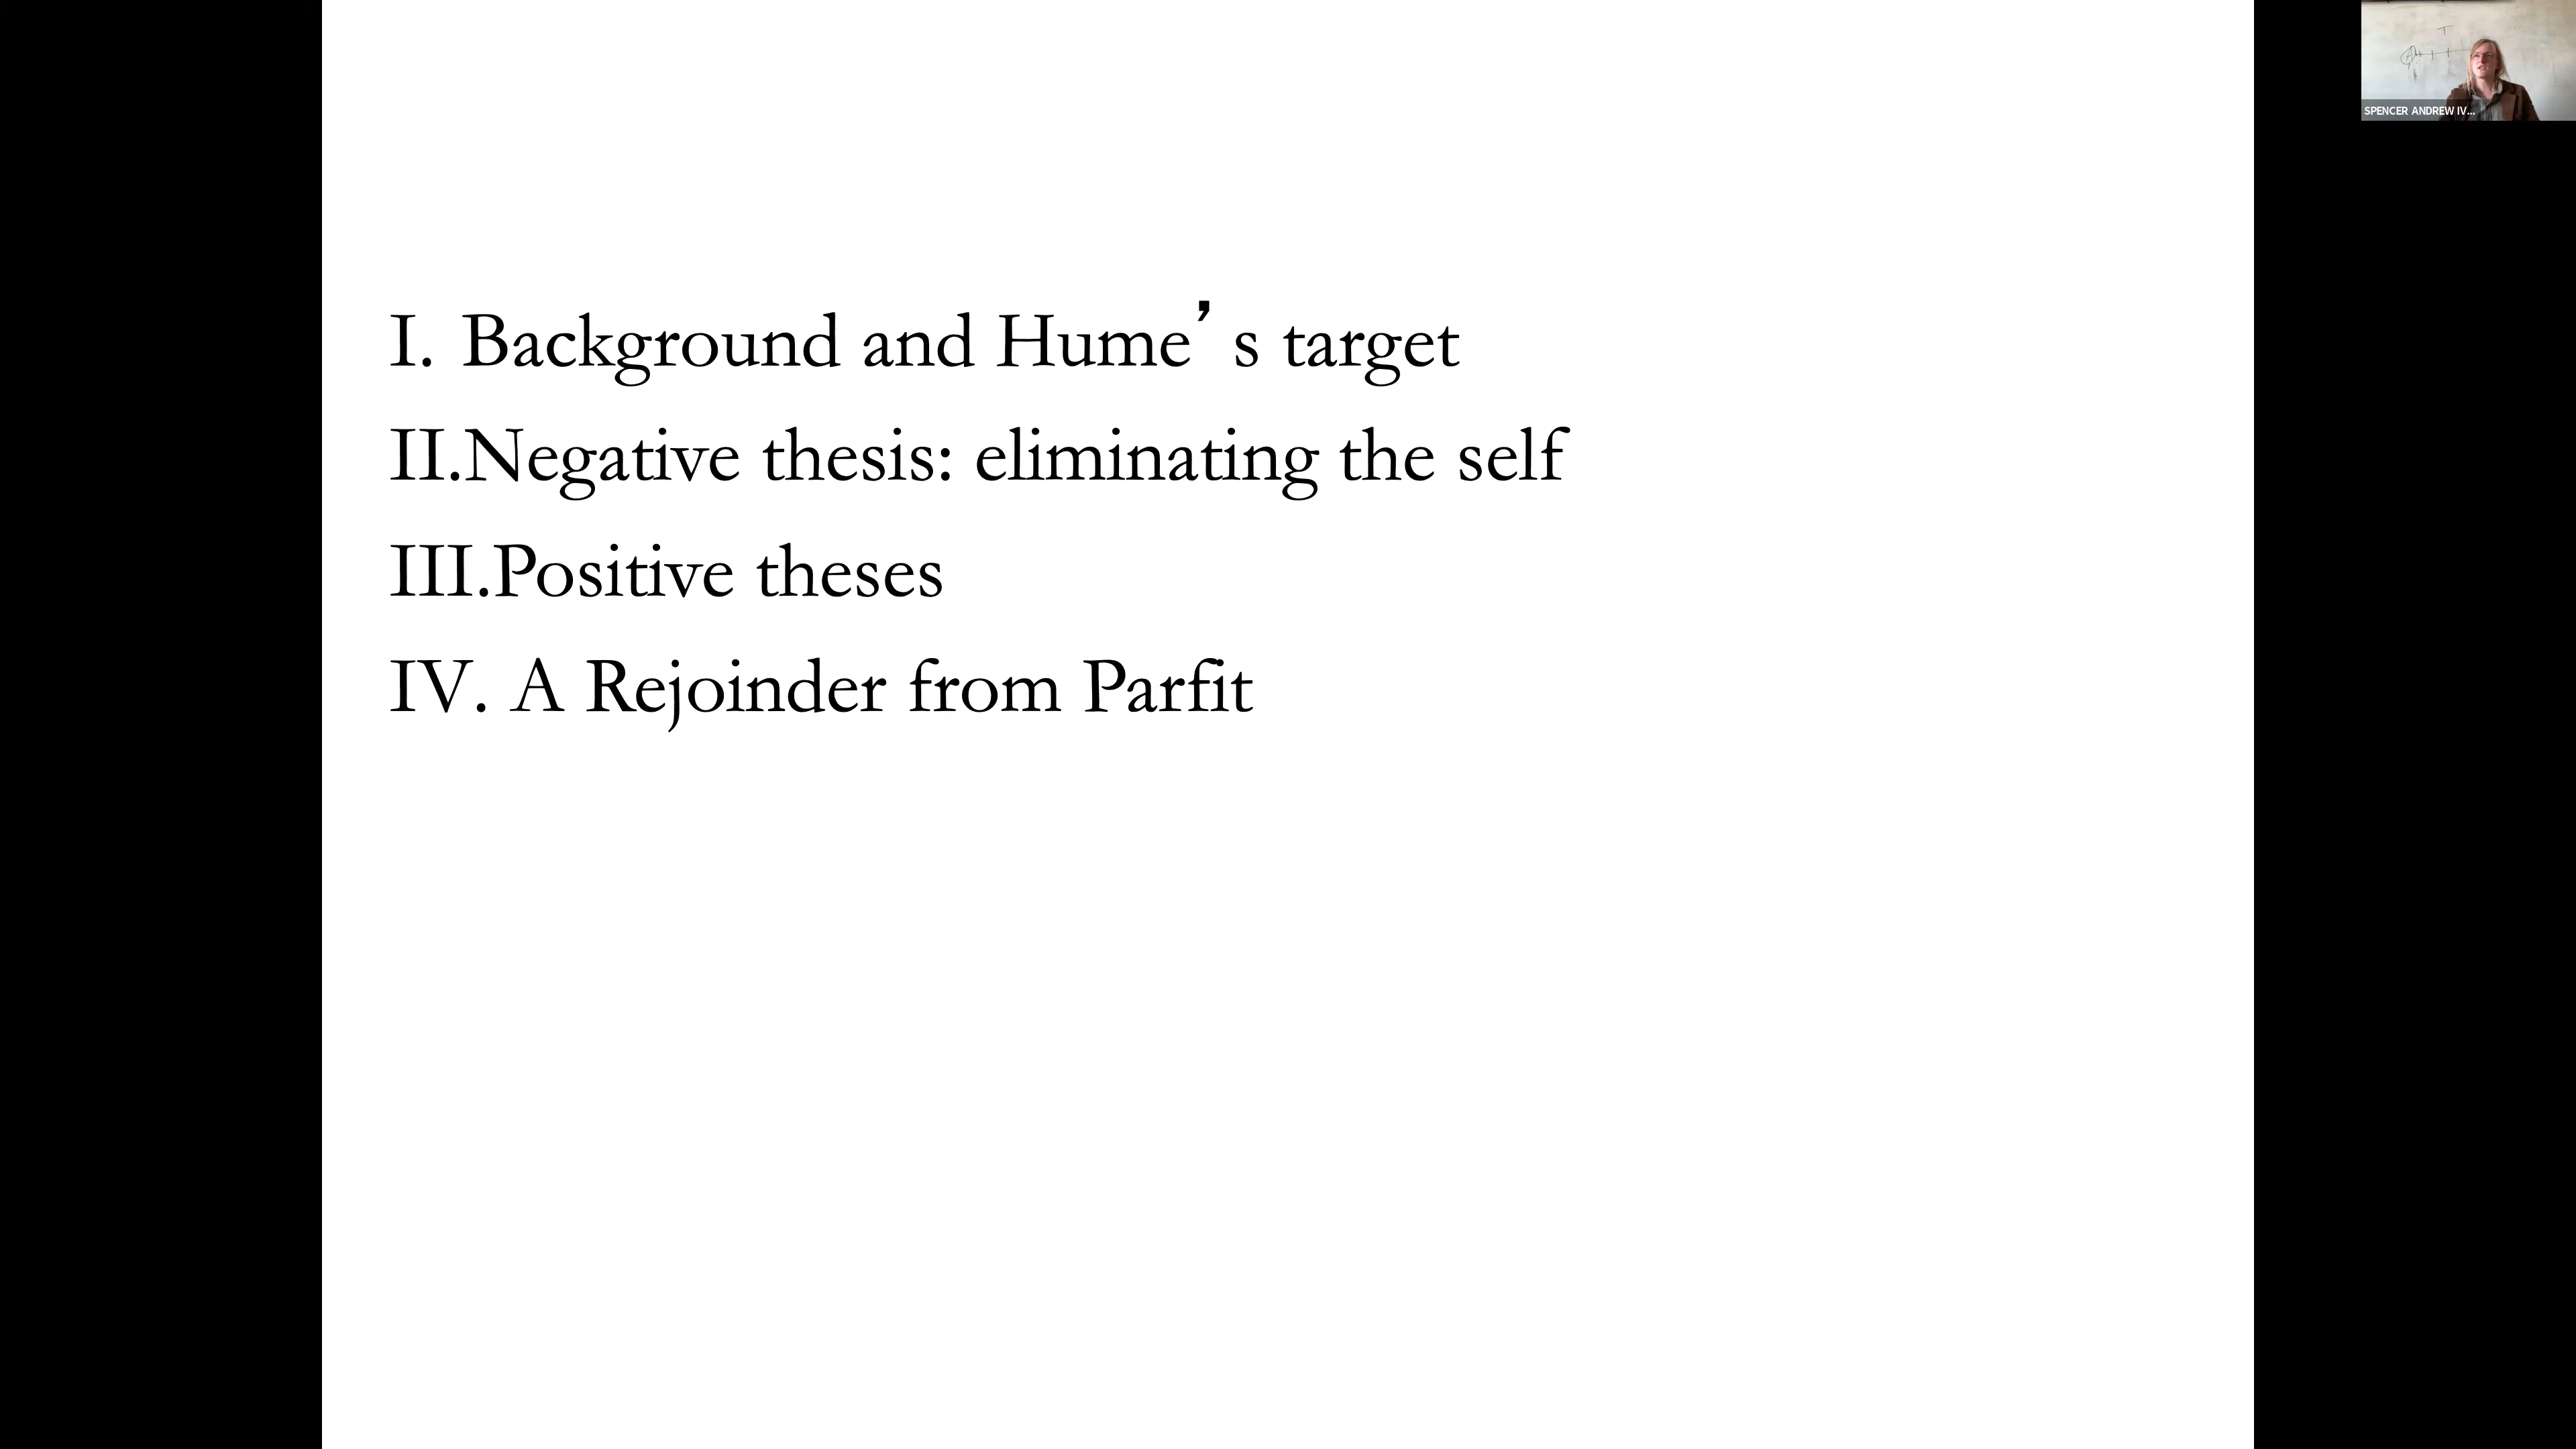 I. Background and Hume’s target
II.Negative thesis: eliminating the self
III.Positive theses
IV. A Rejoinder from Parfit
SPENCER ANDREW IV...